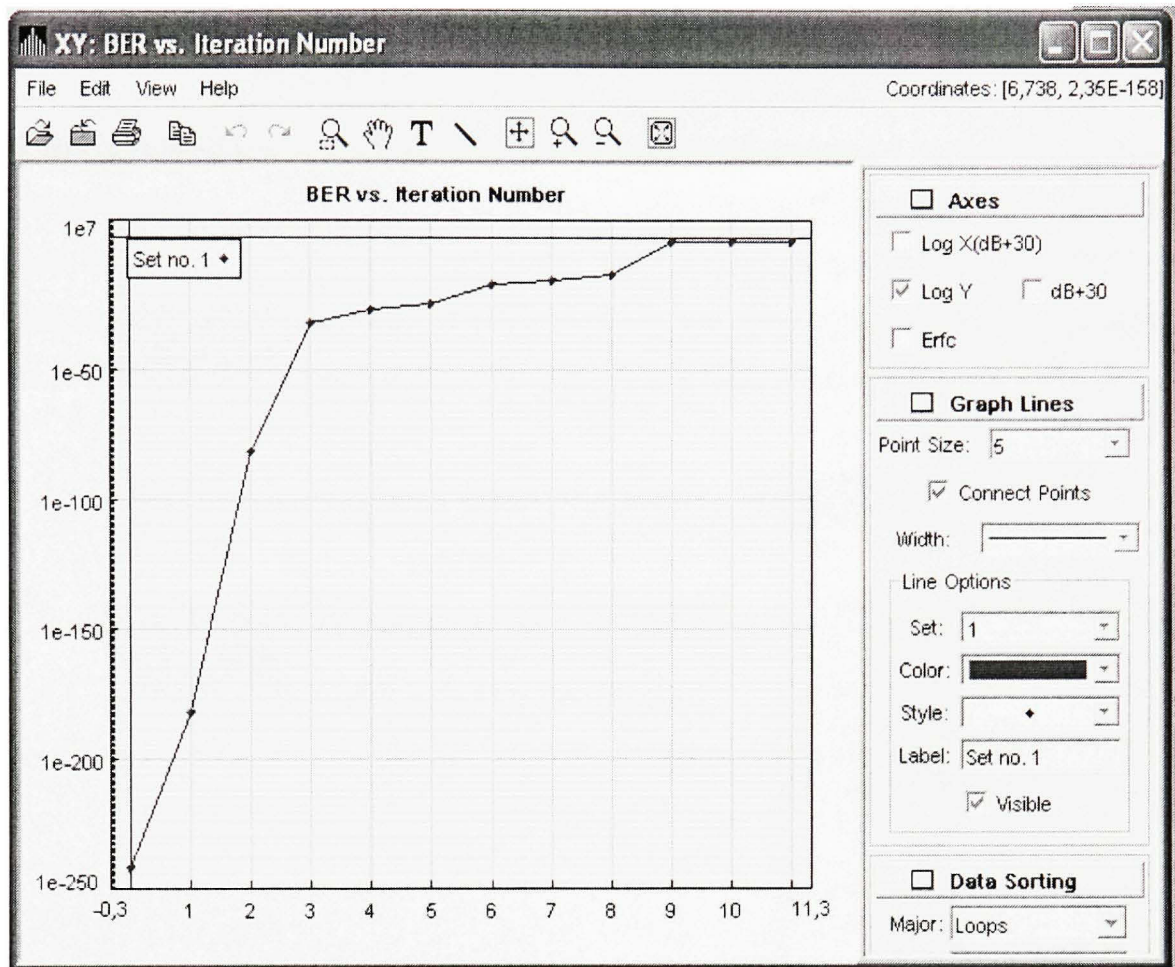 XY: BER vs. Iteration Number
File Edit View Help
Coordinates: [6,738, 2,35E-158]
T
BER vs. Iteration Number
1e7
1e-50
1e-100
1e-150
1e-200
1e-250
Set no. 1
-0,3 1 2 3 4 5 6 7 8 9 10 11,3
Axes
Log X(dB+30)
Log Y dB+30
Erfc
Graph Lines
Point Size: 5
Connect Points
Width:
Line Options
Set: 1
Color:
Style:
Label: Set no. 1
Visible
Data Sorting
Major: Loops